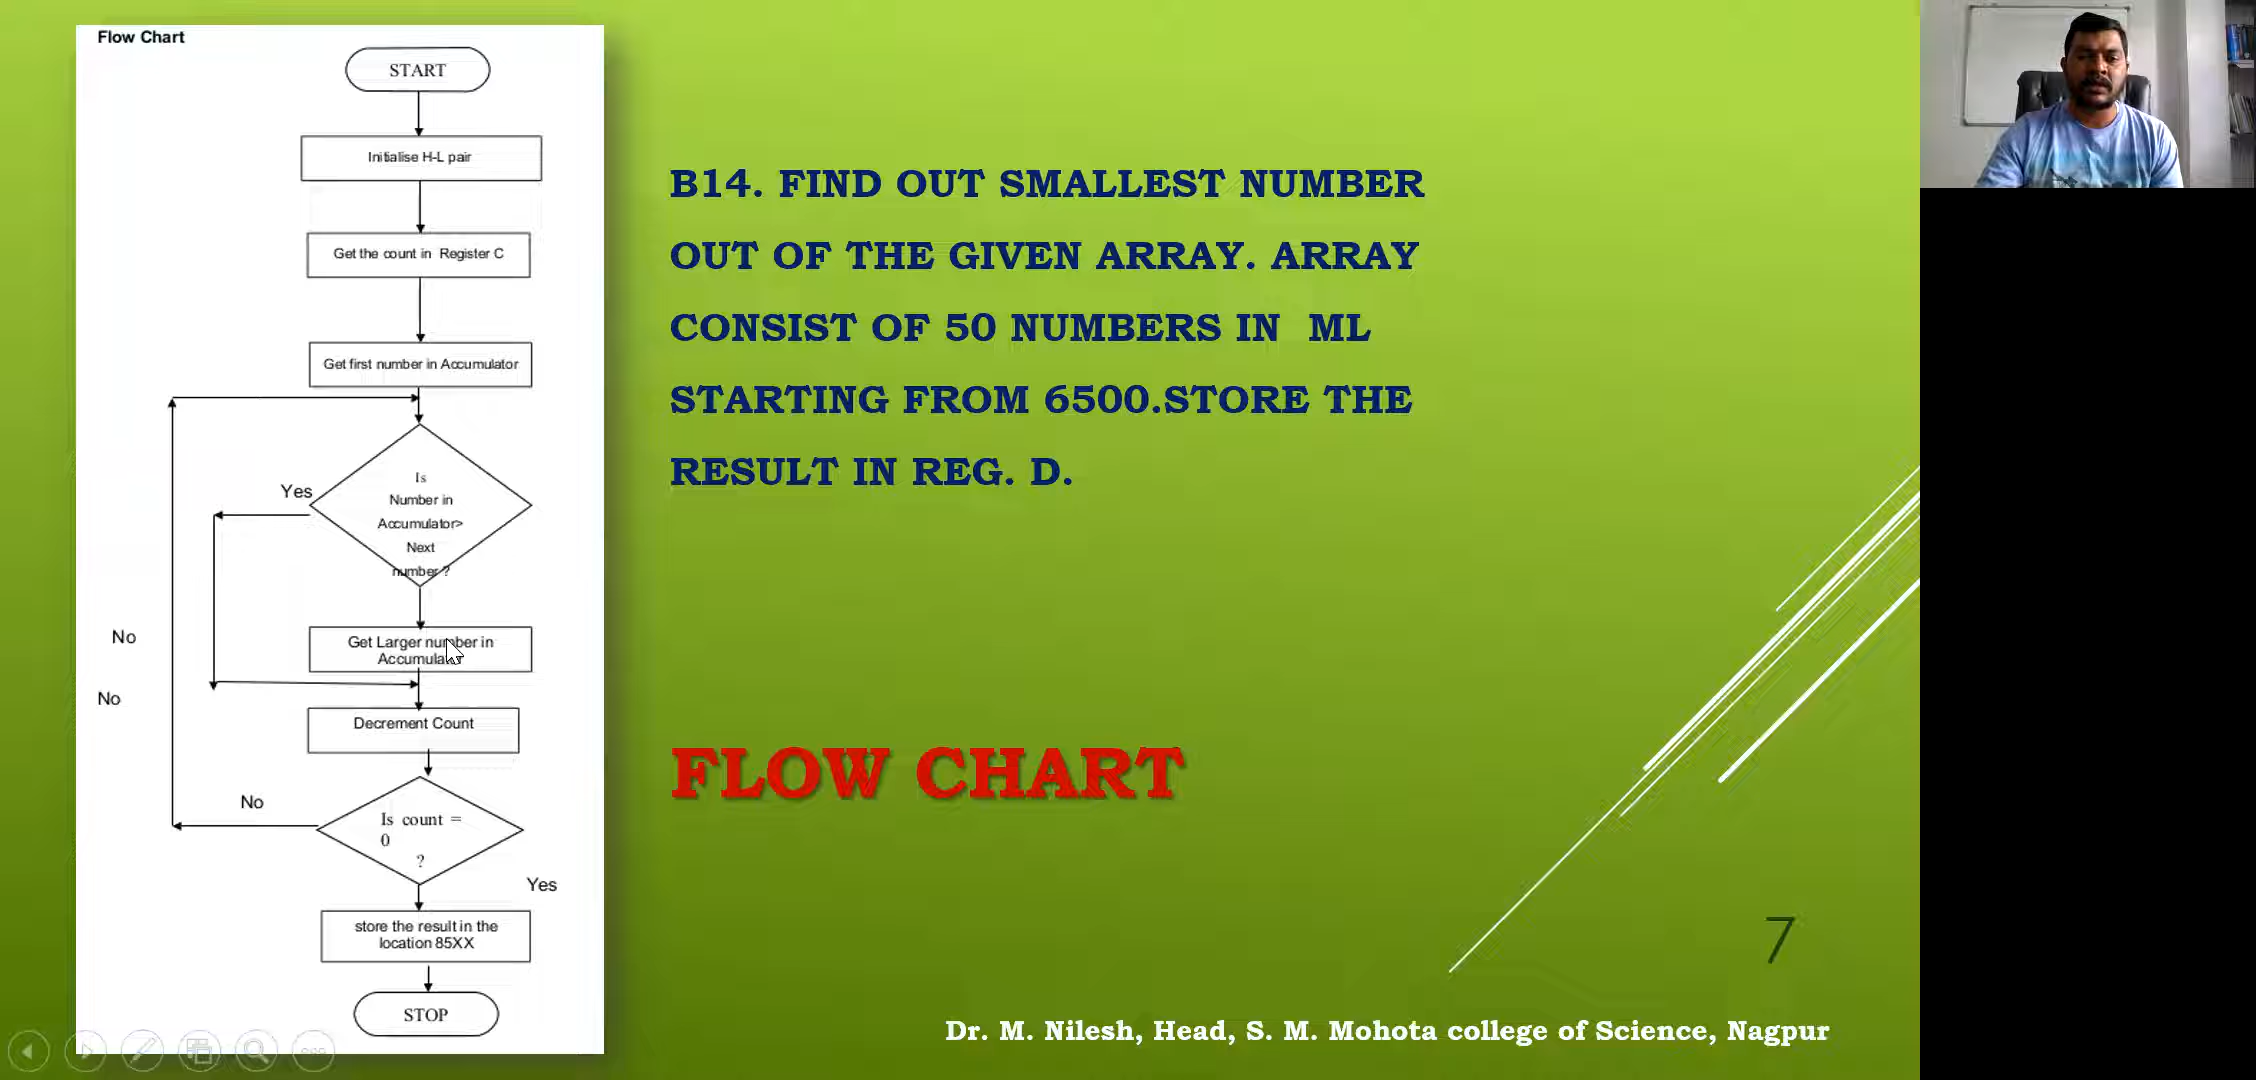 Flow Chart
START
Initialise H-L pair
Get the count in Register C
Get first number in Accumulator
Is
Number in
Accumulator>
Next
number ?
Yes
No
Get Larger number in
Accumulator
No
Decrement Count
No
Is count =
0
?
Yes
store the result in the
location 85XX
STOP
B14. FIND OUT SMALLEST NUMBER
OUT OF THE GIVEN ARRAY. ARRAY
CONSIST OF 50 NUMBERS IN ML
STARTING FROM 6500.STORE THE
RESULT IN REG. D.
FLOW CHART
7
Dr. M. Nilesh, Head, S. M. Mohota college of Science, Nagpur